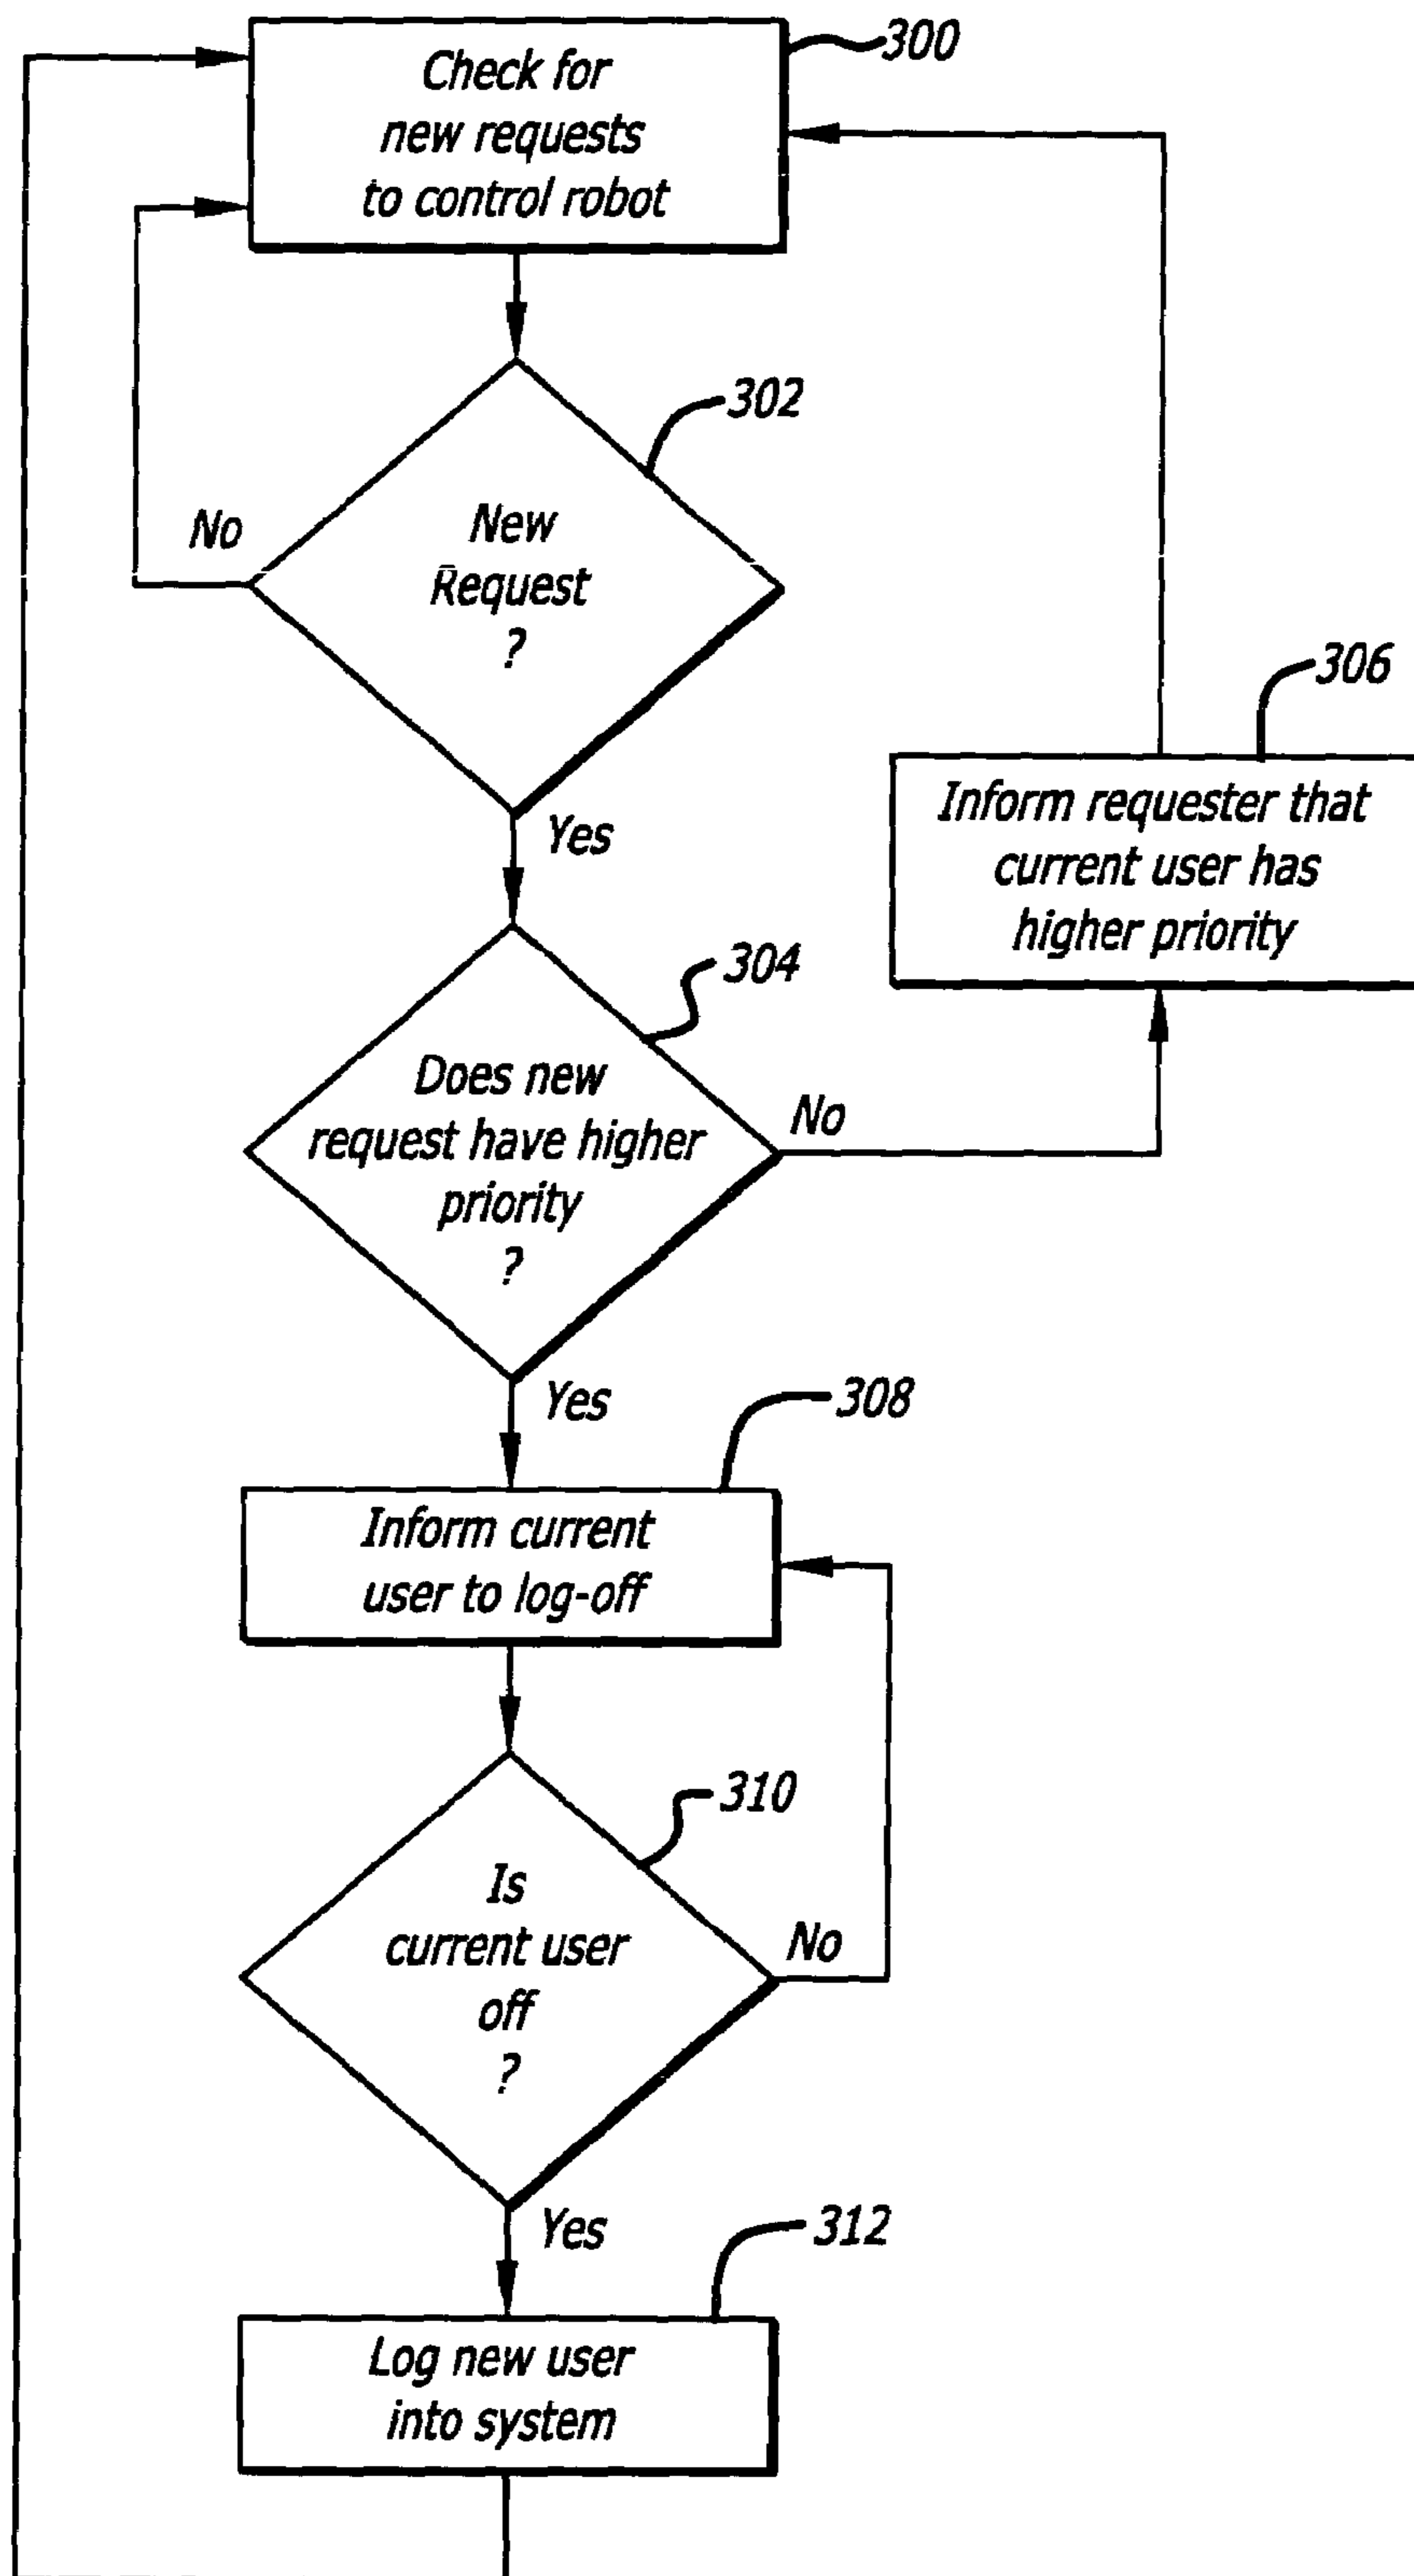 300
Check for
new requests
to control robot
302
New
Request
?
No
Yes
306
Inform requester that
current user has
higher priority
304
Does new
request have higher
priority
?
No
Yes
308
Inform current
user to log-off
310
Is
current user
off
?
No
Yes
312
Log new user
into system